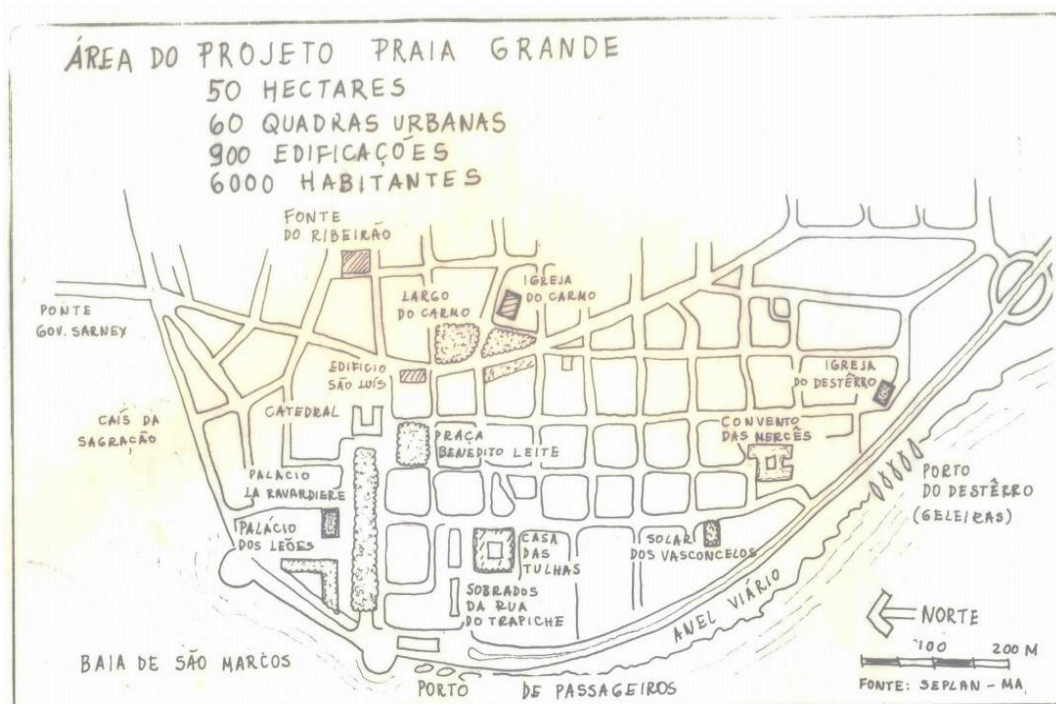 ÁREA DO PROJETO PRAIA GRANDE
50 HECTARES
60 QUADRAS URBANAS
900 EDIFICAÇÕES
6000 HABITANTES
FONTE
DO RIBEIRÃO
IGREJA
DO CARMO
LARGO
DO CARMO
PONTE
GOV. SARNEY
EDIFICIO
SÃO LUÍS
IGREJA
DO DESTÊRRO
CAÍS DA
SAGRAÇÃO
CATEDRAL
CONVENTO
DAS MERCÊS
PRAÇA
BENEDITO LEITE
PALÁCIO
LA RAVARDIERE
PORTO
DO DESTÊRRO
(GELEIRAS)
PALÁCIO
DOS LEÕES
CASA
DAS
TULHAS
SOLAR
DOS VASCONCELOS
SOBRADOS
DA RUA
DO TRAPICHE
ANEL VIÁRIO
NORTE
BAIA DE SÃO MARCOS
100 200 M
PORTO DE PASSAGEIROS
FONTE: SEPLAN - MA